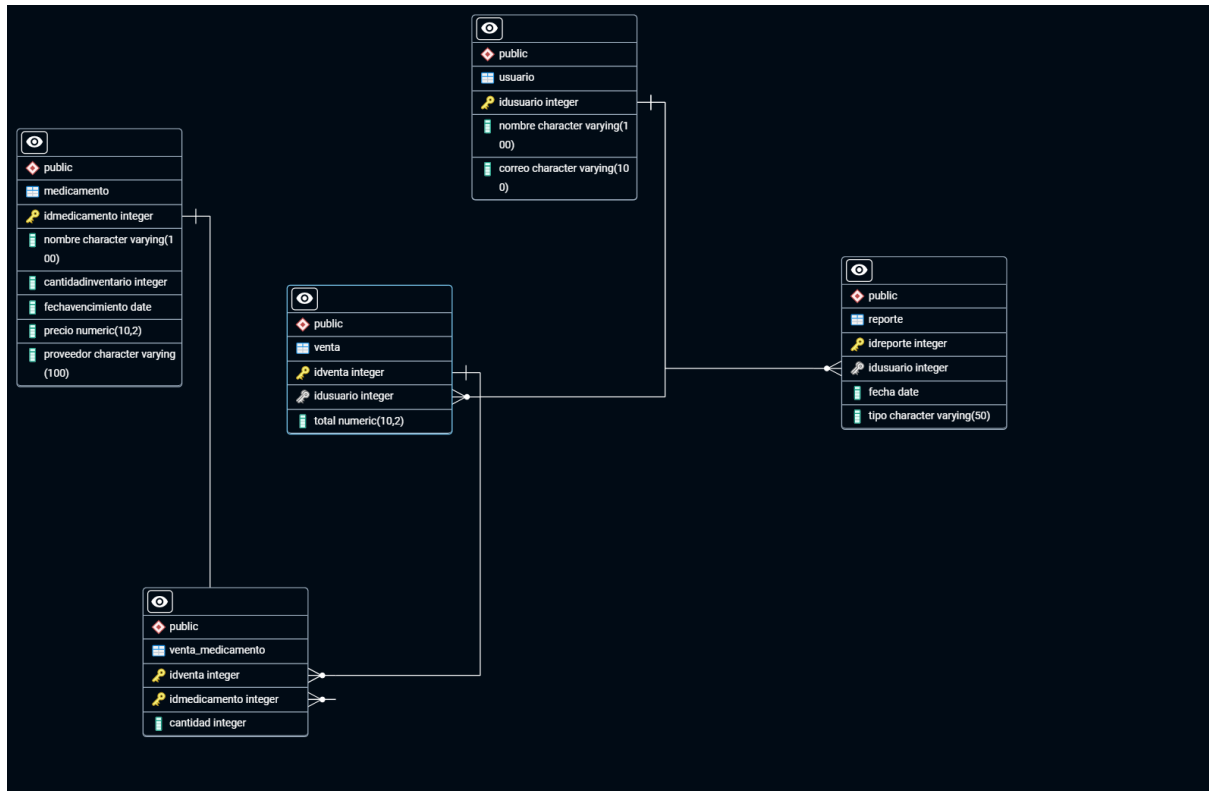 public
usuario
idusuario integer
nombre character varying(1
00)
correo character varying(10
0)
public
medicamento
idmedicamento integer
nombre character varying(1
00)
cantidadinventario integer
fechavencimiento date
precio numeric(10,2)
proveedor character varying
(100)
public
venta
idventa integer
idusuario integer
total numeric(10,2)
public
reporte
idreporte integer
idusuario integer
fecha date
tipo character varying(50)
public
venta_medicamento
idventa integer
idmedicamento integer
cantidad integer